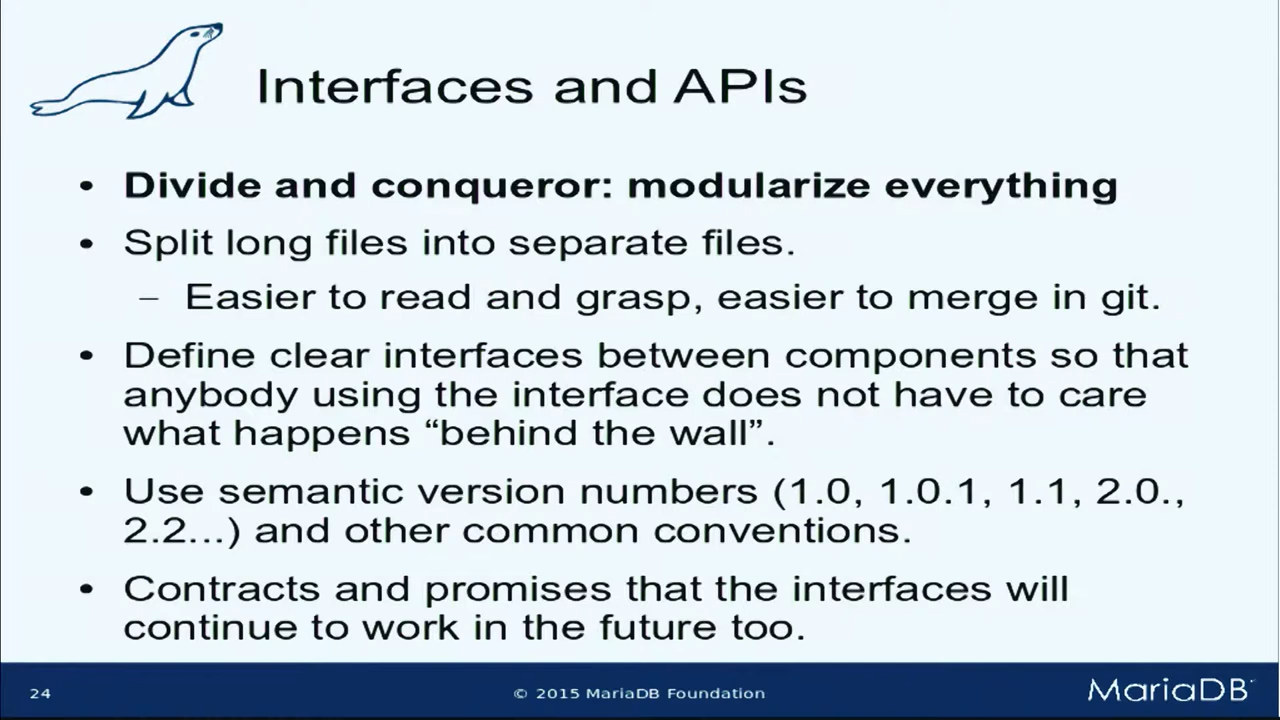 Interfaces and APIs
• Divide and conqueror: modularize everything
• Split long files into separate files.
– Easier to read and grasp, easier to merge in git.
• Define clear interfaces between components so that
anybody using the interface does not have to care
what happens “behind the wall”.
• Use semantic version numbers (1.0, 1.0.1, 1.1, 2.0.,
2.2...) and other common conventions.
• Contracts and promises that the interfaces will
continue to work in the future too.
24
© 2015 MariaDB Foundation
MariaDB